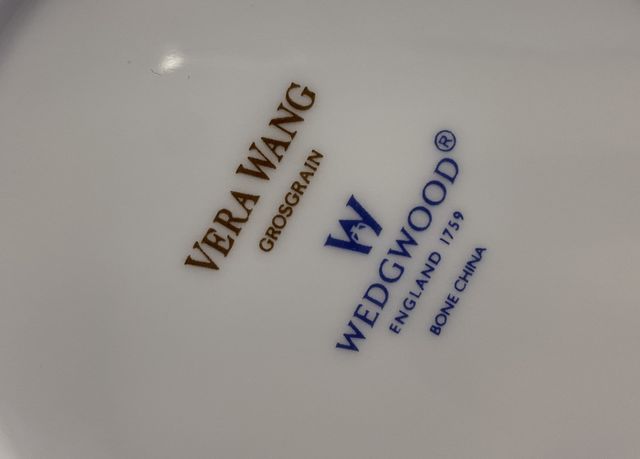 VERA WANG
GROSGRAIN
W
WEDGWOOD®
ENGLAND 1759
BONE CHINA